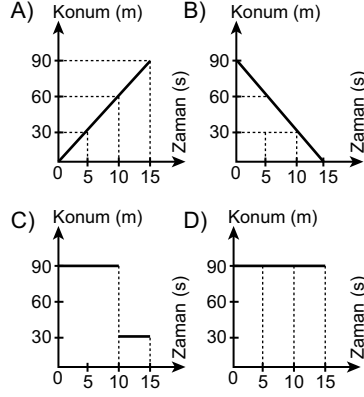 A) Konum (m)
90
60
30
0 5 10 15
Zaman (s)
B) Konum (m)
90
60
30
0 5 10 15
Zaman (s)
C) Konum (m)
90
60
30
0 5 10 15
Zaman (s)
D) Konum (m)
90
60
30
0 5 10 15
Zaman (s)